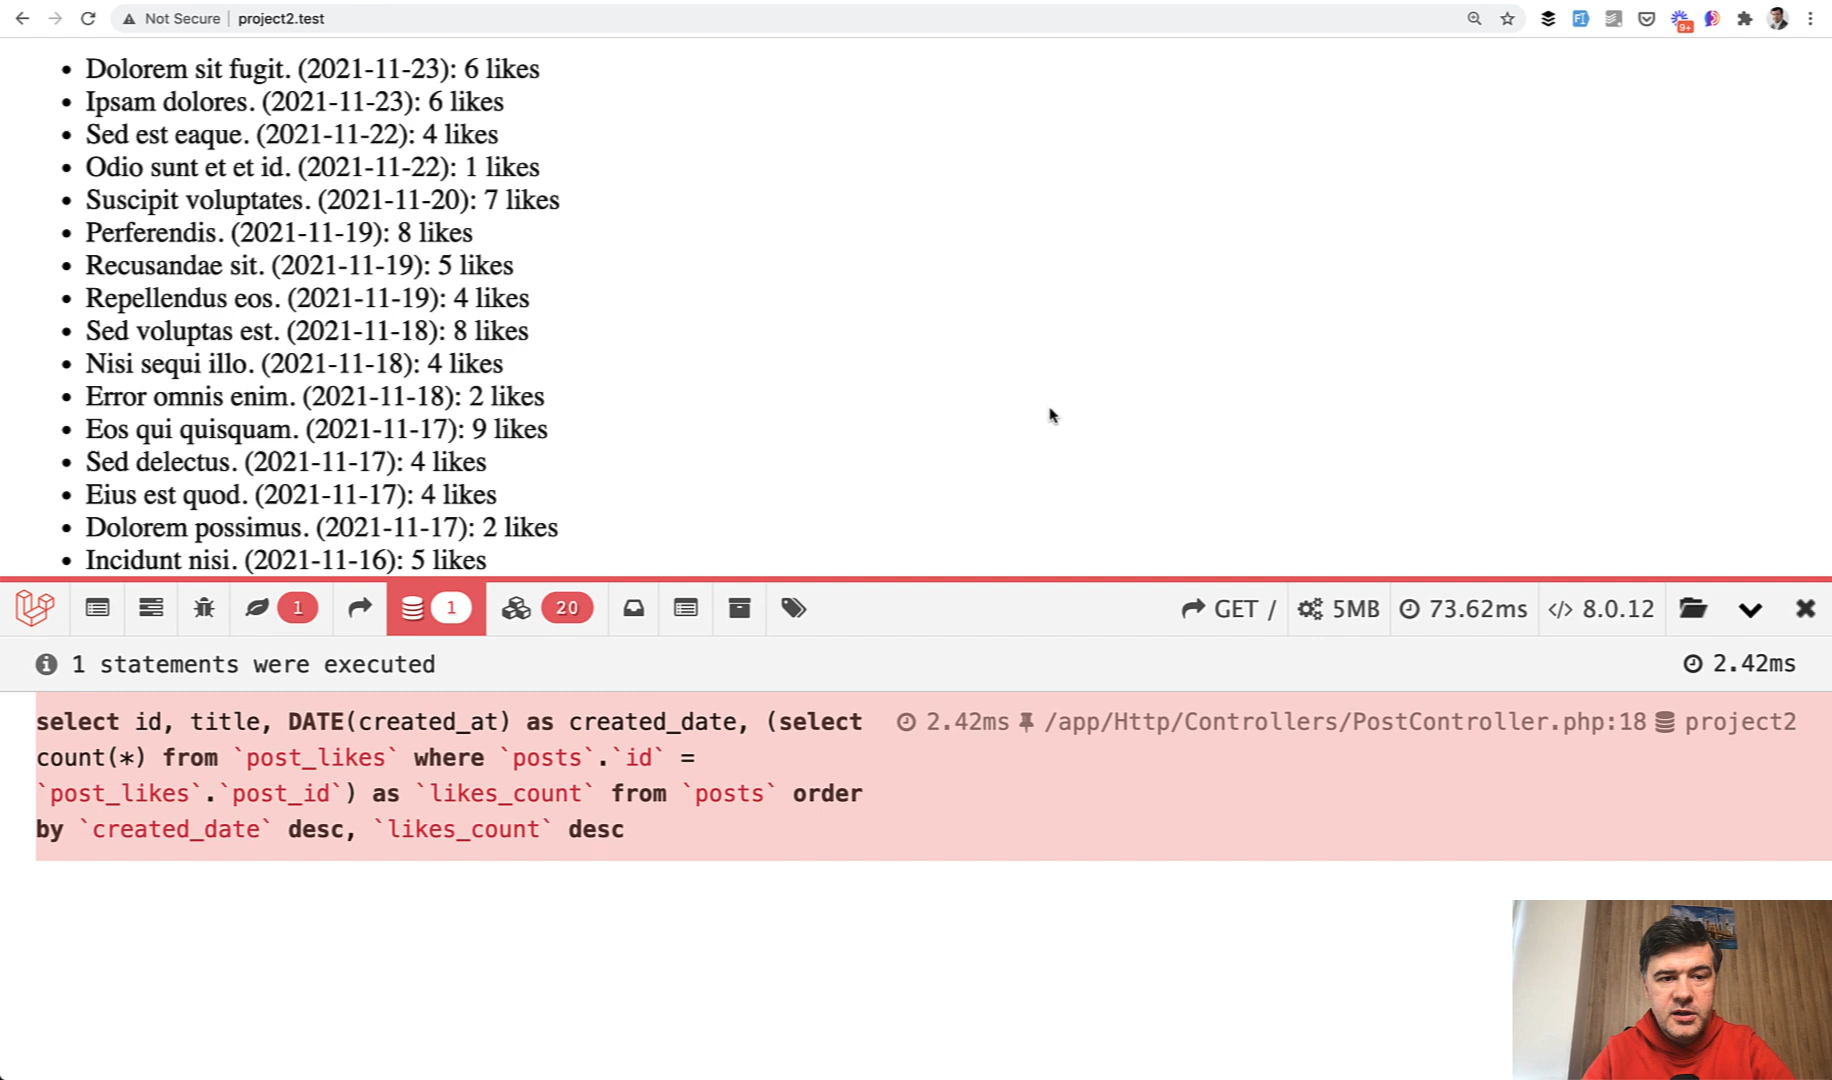 Not Secure | project2.test
9+
Dolorem sit fugit. (2021-11-23): 6 likes
Ipsam dolores. (2021-11-23): 6 likes
Sed est eaque. (2021-11-22): 4 likes
Odio sunt et et id. (2021-11-22): 1 likes
Suscipit voluptates. (2021-11-20): 7 likes
Perferendis. (2021-11-19): 8 likes
Recusandae sit. (2021-11-19): 5 likes
Repellendus eos. (2021-11-19): 4 likes
Sed voluptas est. (2021-11-18): 8 likes
Nisi sequi illo. (2021-11-18): 4 likes
Error omnis enim. (2021-11-18): 2 likes
Eos qui quisquam. (2021-11-17): 9 likes
Sed delectus. (2021-11-17): 4 likes
Eius est quod. (2021-11-17): 4 likes
Dolorem possimus. (2021-11-17): 2 likes
Incidunt nisi. (2021-11-16): 5 likes
1 1 20 GET / 5MB 73.62ms </> 8.0.12
1 statements were executed 2.42ms
select id, title, DATE(created_at) as created_date, (select 2.42ms /app/Http/Controllers/PostController.php:18 project2
count(*) from `post_likes` where `posts`.`id` =
`post_likes`.`post_id`) as `likes_count` from `posts` order
by `created_date` desc, `likes_count` desc